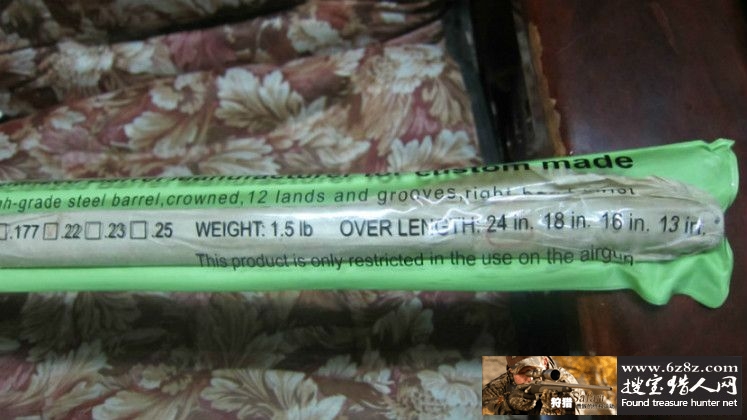 for custom made
high-grade steel barrel,crowned,12 lands and grooves,right
.177 .22 .23 .25 WEIGHT: 1.5 lb OVER LENGTH: 24 in. 18 in. 16 in. 13 in.
This product is only restricted in the use on the airgun
www.6z8z.com
搜宝猎人网
Found treasure hunter net
狩猎